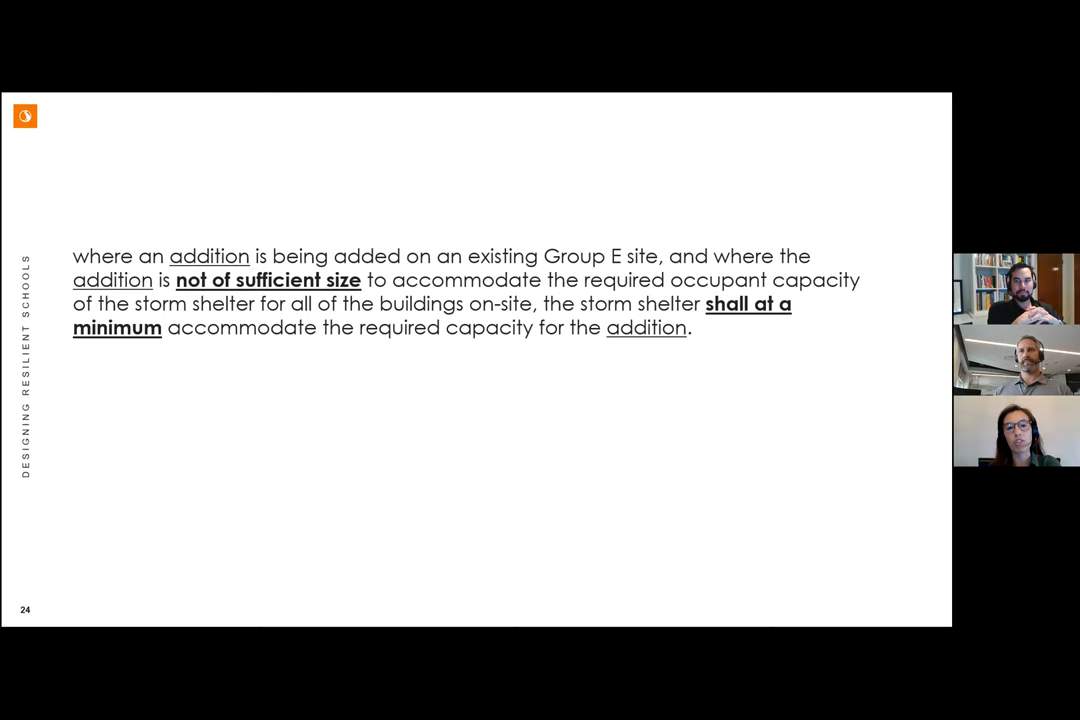 where an addition is being added on an existing Group E site, and where the
addition is not of sufficient size to accommodate the required occupant capacity
of the storm shelter for all of the buildings on-site, the storm shelter shall at a
minimum accommodate the required capacity for the addition.
DESIGNING RESILIENT SCHOOLS
24